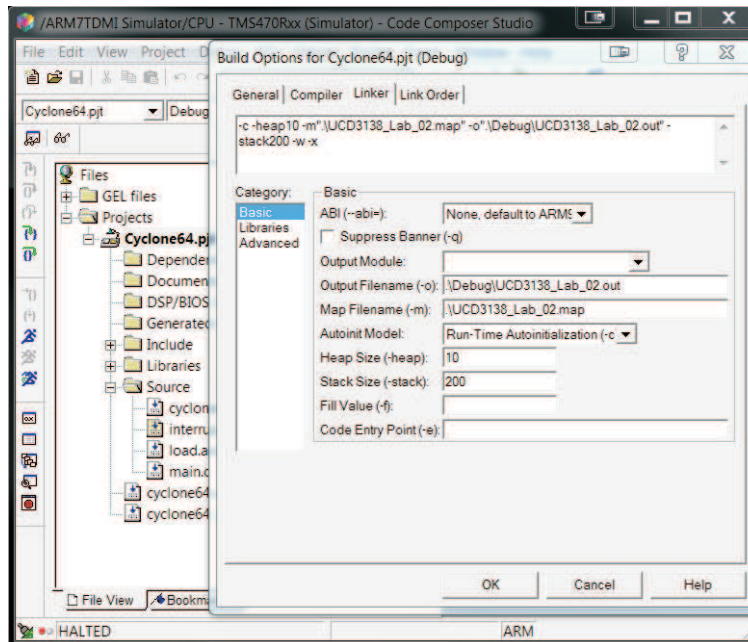 /ARM7TDMI Simulator/CPU - TMS470Rxx (Simulator) - Code Composer Studio
File Edit View Project D
Build Options for Cyclone64.pjt (Debug)
General Compiler Linker Link Order
Cyclone64.pjt Debug
-c -heap10 -m".\UCD3138_Lab_02.map" -o".\Debug\UCD3138_Lab_02.out" -
stack200 -w -x
Files
GEL files
Projects
Cyclone64.pj
Depender
Documen
DSP/BIOS
Generated
Include
Libraries
Source
cyclon
interru
load.a
main.c
cyclone64
cyclone64
Category:
Basic
Libraries
Advanced
Basic
ABI (--abi=): None, default to ARM
Suppress Banner (-q)
Output Module:
Output Filename (-o): .\Debug\UCD3138_Lab_02.out
Map Filename (-m): .\UCD3138_Lab_02.map
Autoinit Model: Run-Time Autoinitialization (-c
Heap Size (-heap): 10
Stack Size (-stack): 200
Fill Value (-f):
Code Entry Point (-e):
OK Cancel Help
File View Bookma
HALTED ARM